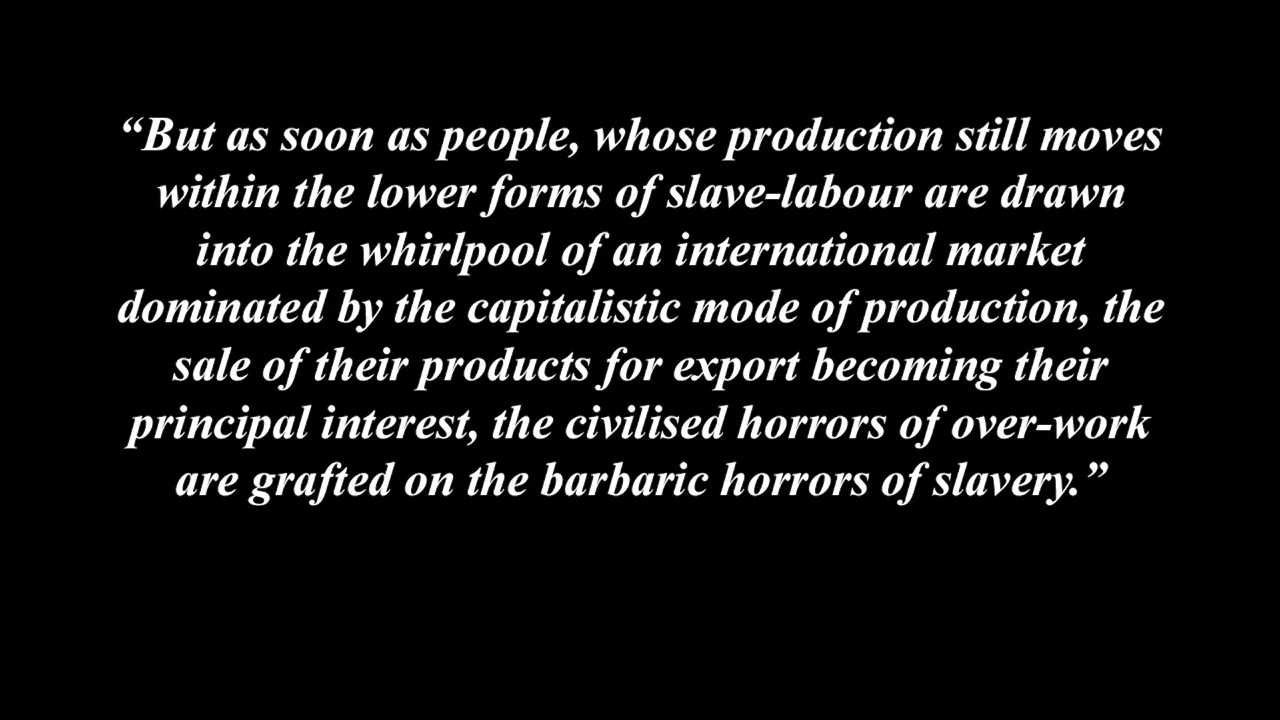 “But as soon as people, whose production still moves
within the lower forms of slave-labour are drawn
into the whirlpool of an international market
dominated by the capitalistic mode of production, the
sale of their products for export becoming their
principal interest, the civilised horrors of over-work
are grafted on the barbaric horrors of slavery.”